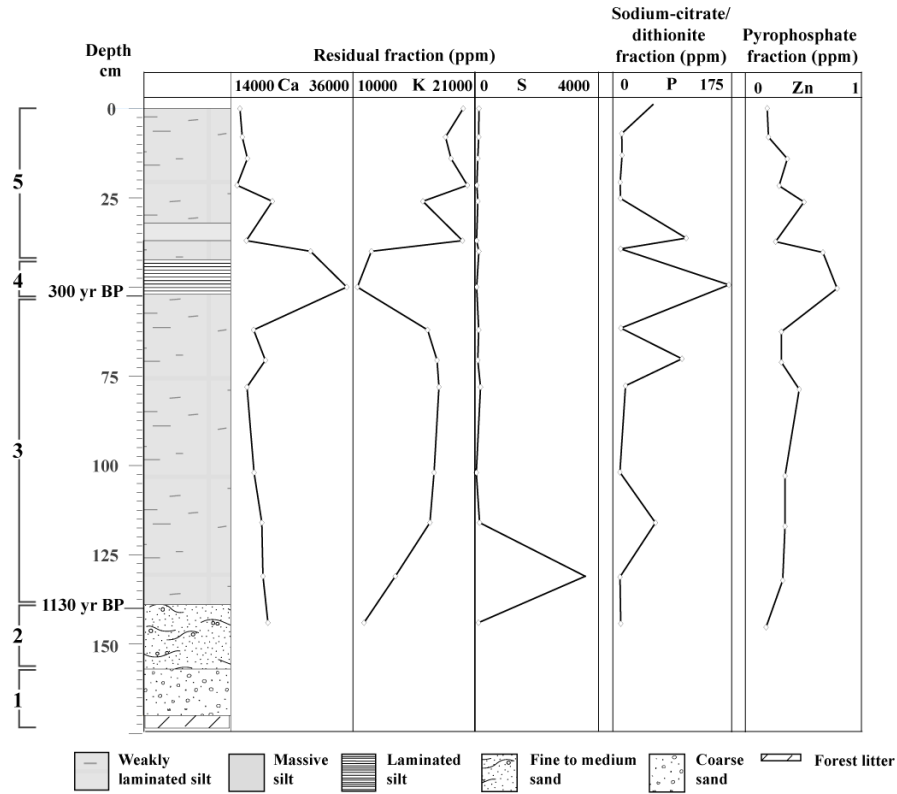 Sodium-citrate/
dithionite
fraction (ppm)
Pyrophosphate
fraction (ppm)
Residual fraction (ppm)
Depth
cm
14000 Ca 36000
10000 K 21000
0 S 4000
0 P 175
0 Zn 1
0
5
25
4
300 yr BP
75
3
100
125
1130 yr BP
2
150
1
Weakly
laminated silt
Massive
silt
Laminated
silt
Fine to medium
sand
Coarse
sand
Forest litter